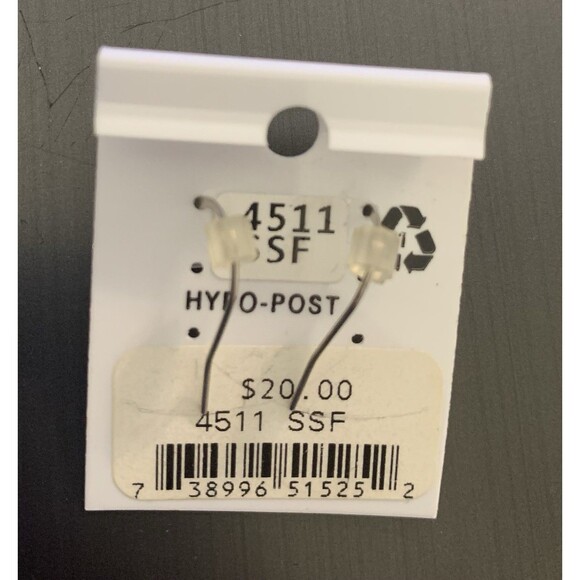 4511
SSF
HYPO-POST
$20.00
4511 SSF
7 38996 51525 2